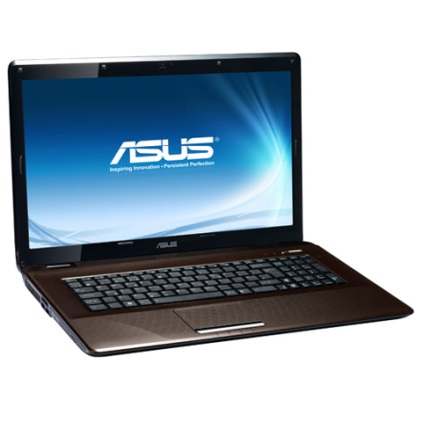 ASUS®
Inspiring Innovation • Persistent Perfection
ASUS